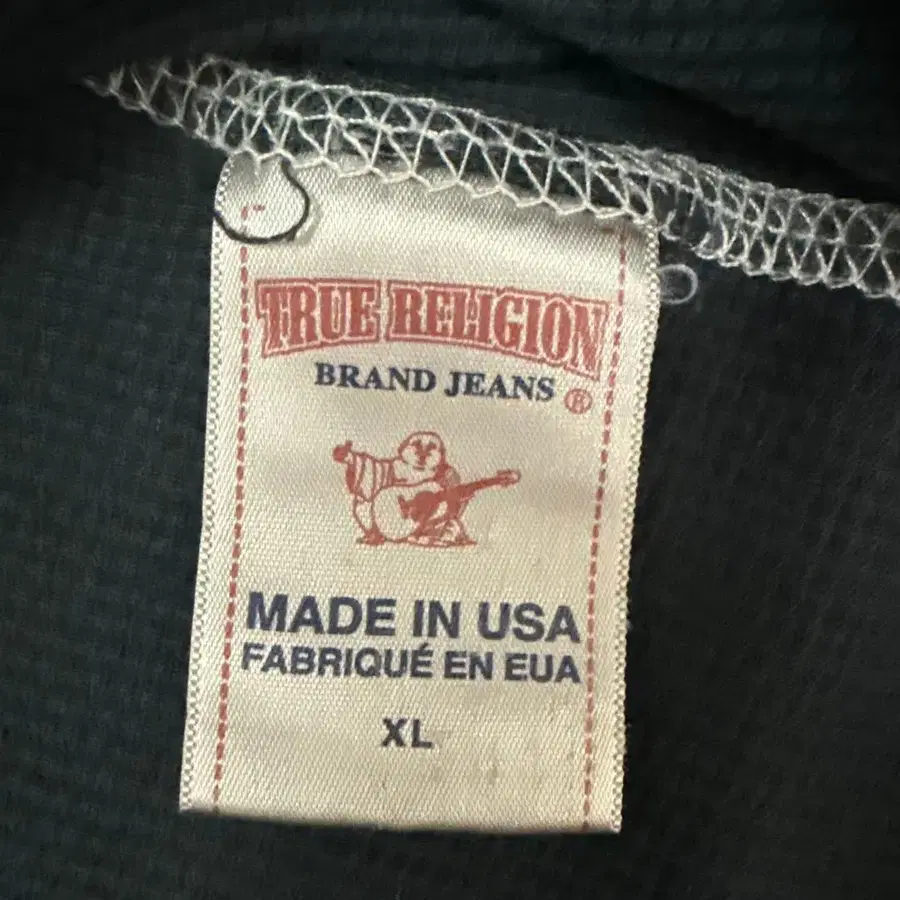 TRUE RELIGION
BRAND JEANS ®
MADE IN USA
FABRIQUÉ EN EUA
XL